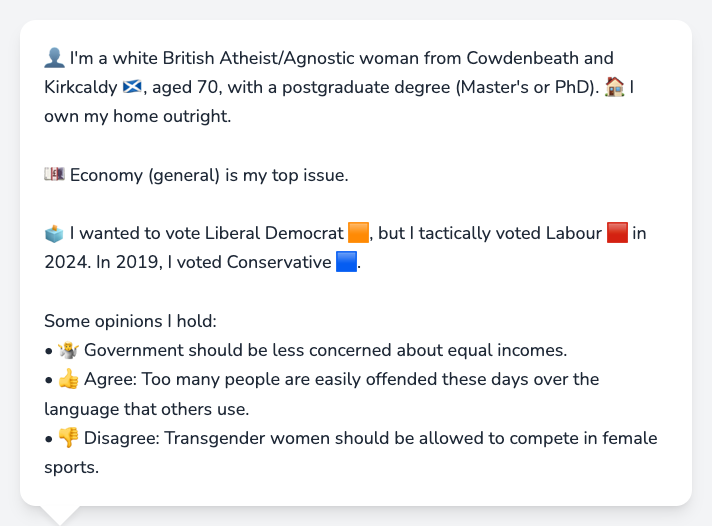 👤 I'm a white British Atheist/Agnostic woman from Cowdenbeath and
Kirkcaldy 🏴󠁧󠁢󠁳󠁣󠁴󠁿, aged 70, with a postgraduate degree (Master's or PhD). 🏠 I
own my home outright.
💷 Economy (general) is my top issue.
🗳️ I wanted to vote Liberal Democrat 🟧, but I tactically voted Labour 🟥 in
2024. In 2019, I voted Conservative 🟦.
Some opinions I hold:
• 🤷 Government should be less concerned about equal incomes.
• 👍 Agree: Too many people are easily offended these days over the
language that others use.
• 👎 Disagree: Transgender women should be allowed to compete in female
sports.